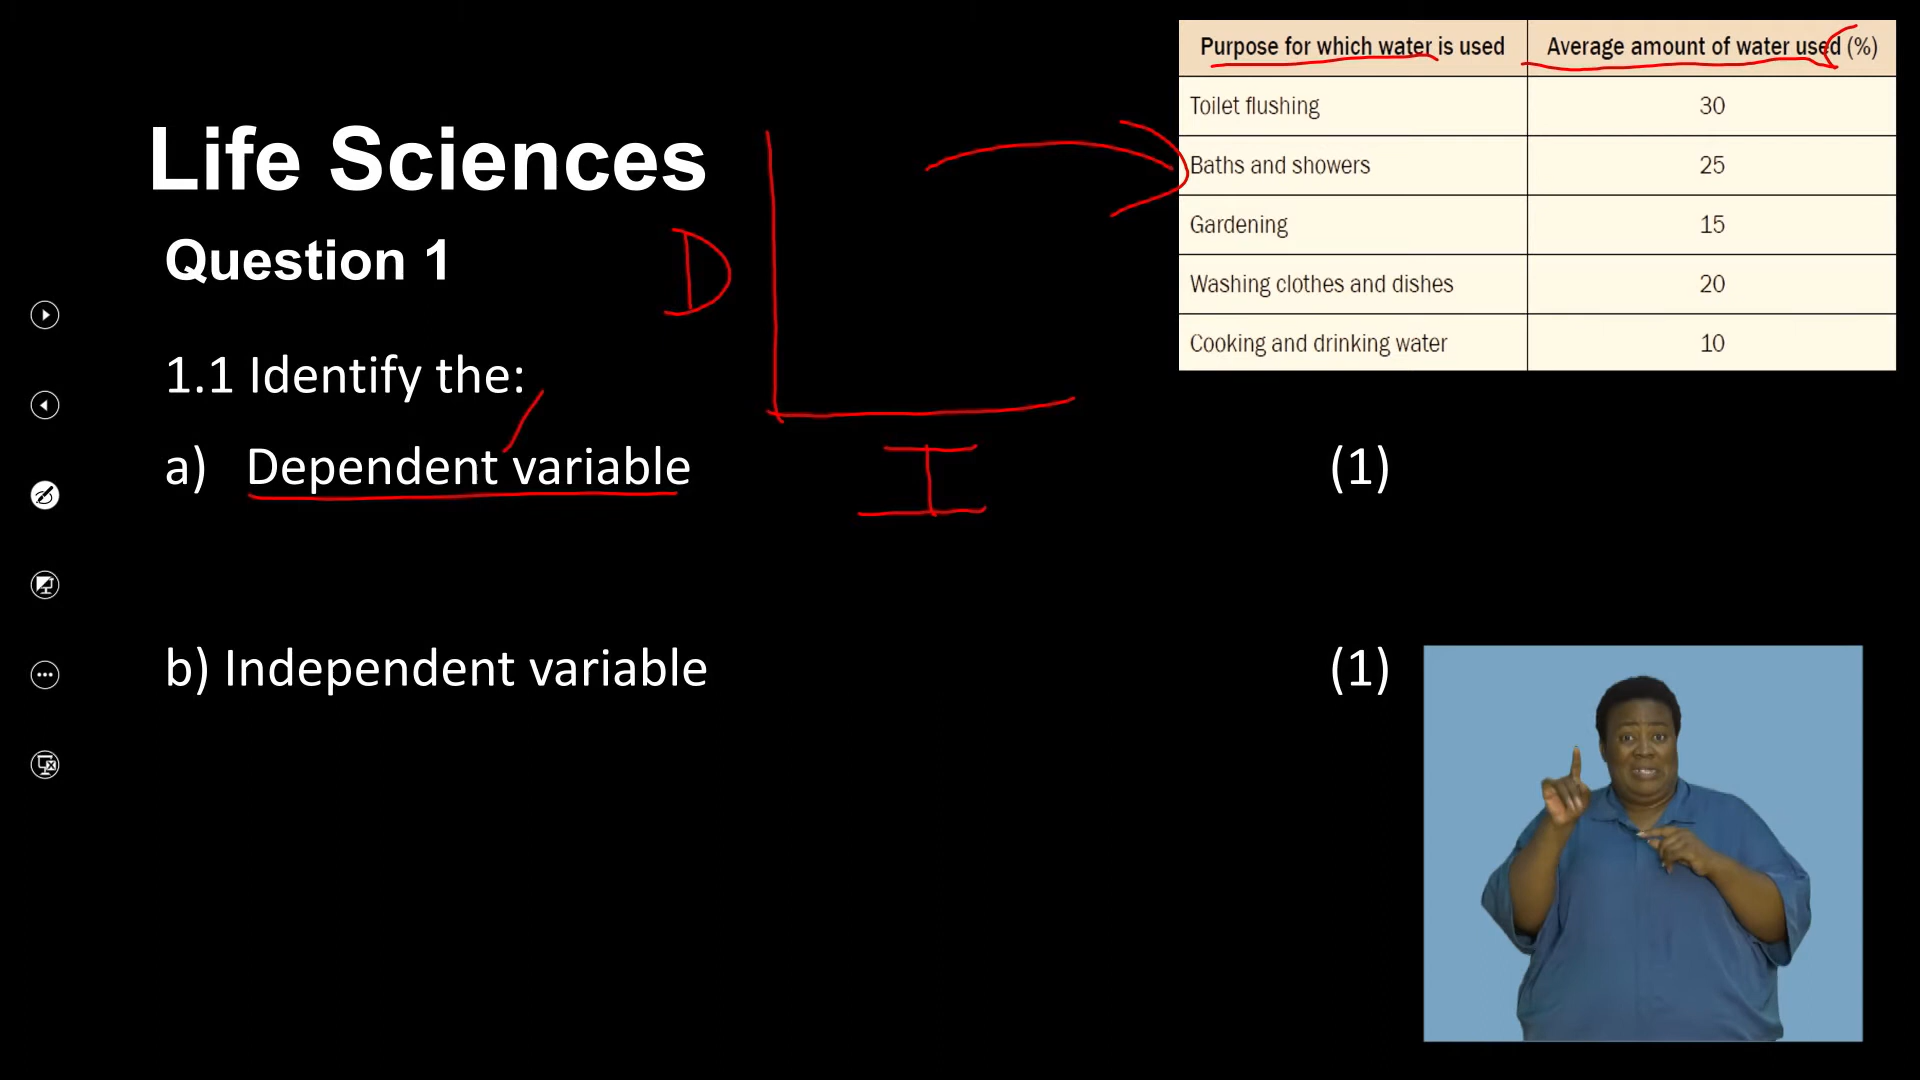 Life Sciences
Question 1
1.1 Identify the:
a) Dependent variable (1)
b) Independent variable (1)
D
I
Purpose for which water is used Average amount of water used (%)
Toilet flushing 30
Baths and showers 25
Gardening 15
Washing clothes and dishes 20
Cooking and drinking water 10